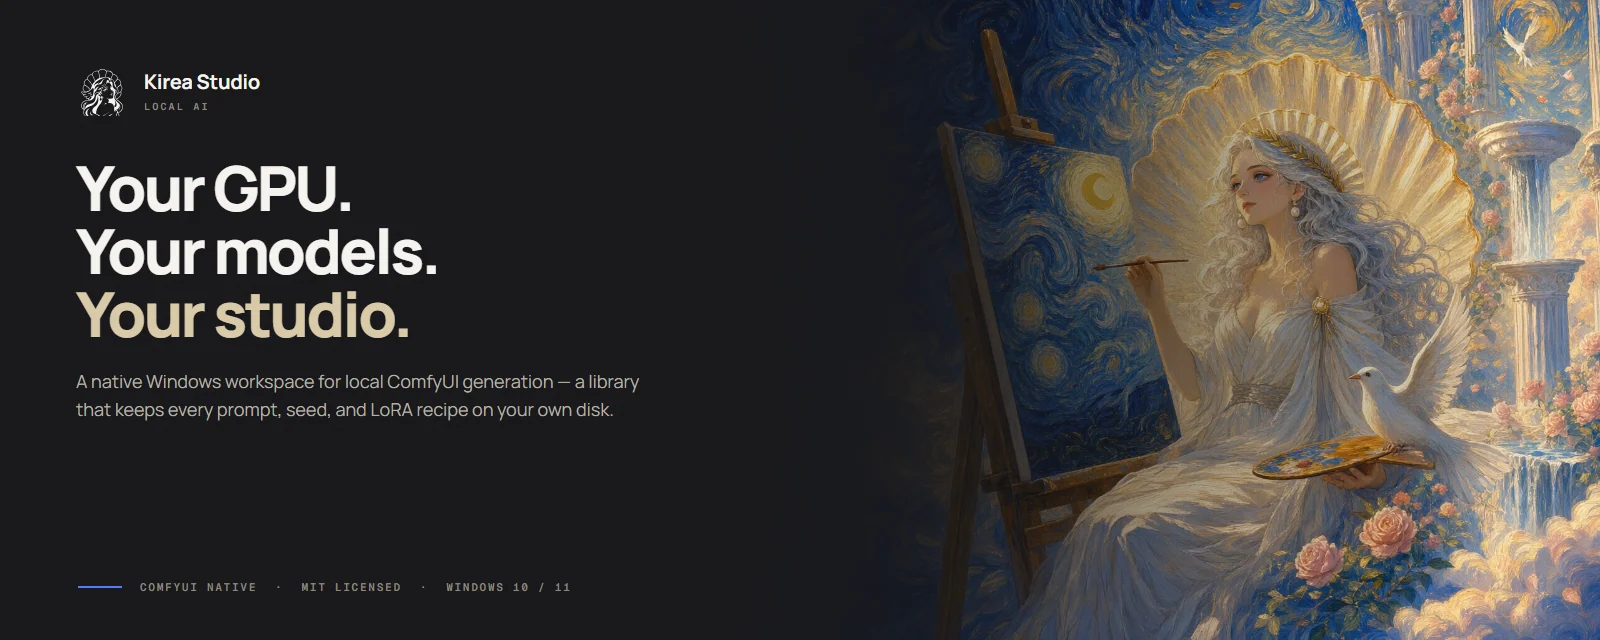 Kirea Studio
LOCAL AI
Your GPU.
Your models.
Your studio.
A native Windows workspace for local ComfyUI generation — a library
that keeps every prompt, seed, and LoRA recipe on your own disk.
COMFYUI NATIVE · MIT LICENSED · WINDOWS 10 / 11